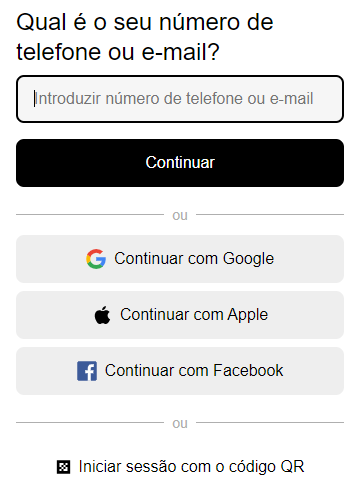 Qual é o seu número de
telefone ou e-mail?
Introduzir número de telefone ou e-mail
Continuar
ou
Continuar com Google
Continuar com Apple
Continuar com Facebook
ou
Iniciar sessão com o código QR